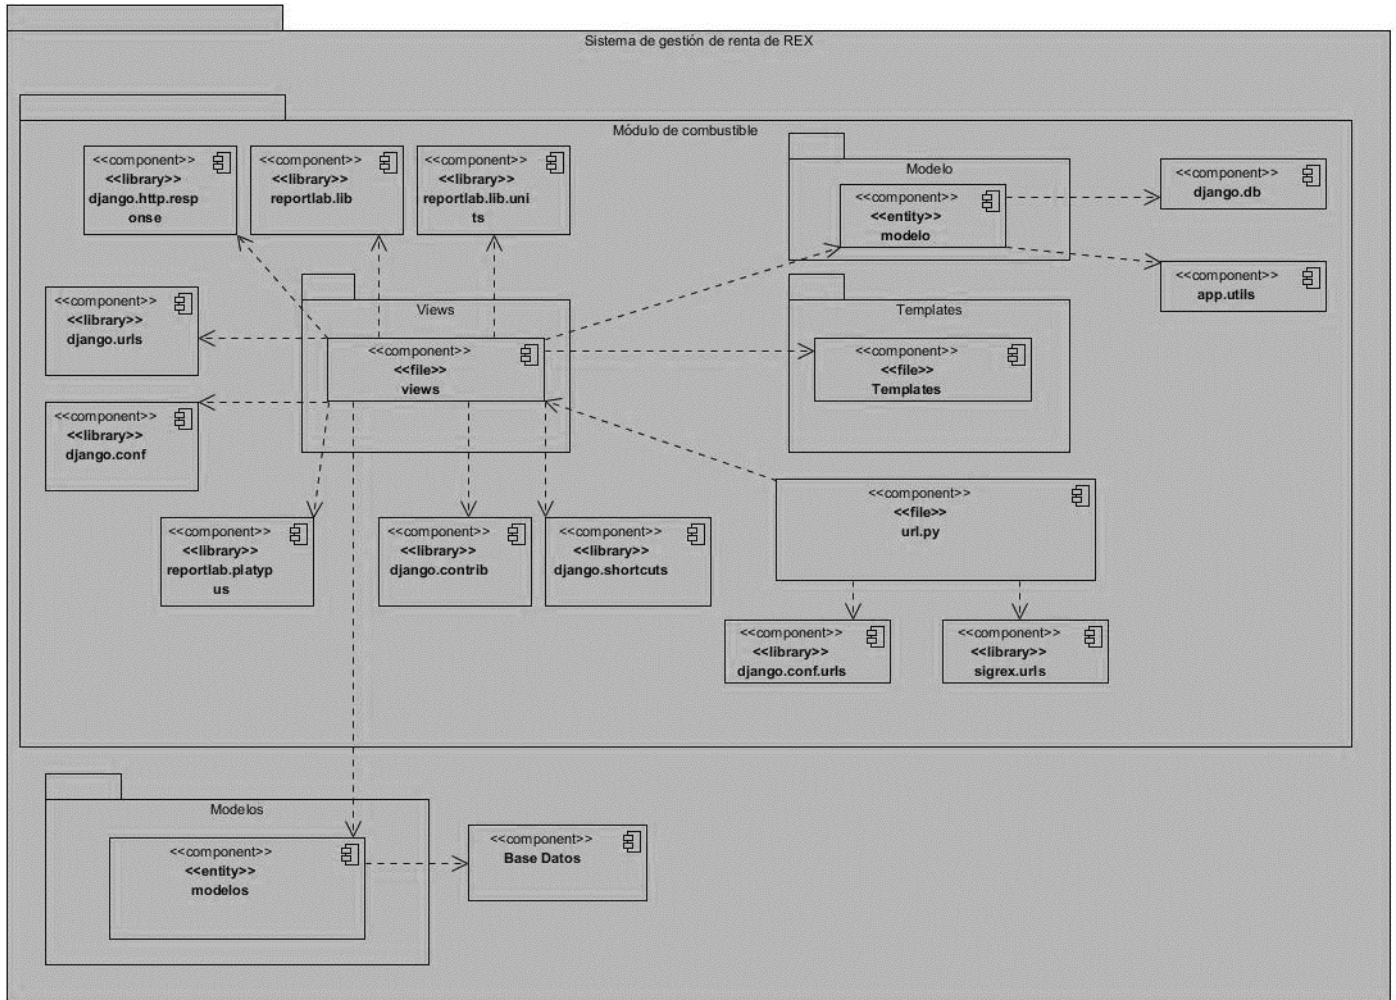 Sistema de gestión de renta de REX
Módulo de combustible
<<component>>
<<library>>
django.http.resp
onse
<<component>>
<<library>>
reportlab.lib
<<component>>
<<library>>
reportlab.lib.uni
ts
Modelo
<<component>>
<<entity>>
modelo
<<component>>
django.db
<<component>>
app.utils
<<component>>
<<library>>
django.urls
Views
<<component>>
<<file>>
views
Templates
<<component>>
<<file>>
Templates
<<component>>
<<library>>
django.conf
<<component>>
<<file>>
url.py
<<component>>
<<library>>
reportlab.platyp
us
<<component>>
<<library>>
django.contrib
<<component>>
<<library>>
django.shortcuts
<<component>>
<<library>>
django.conf.urls
<<component>>
<<library>>
sigrex.urls
Modelos
<<component>>
<<entity>>
modelos
<<component>>
Base Datos